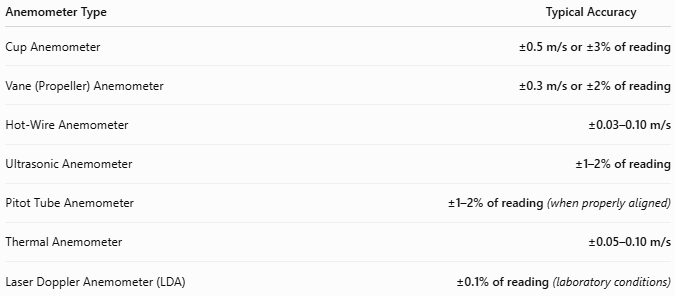 Anemometer Type Typical Accuracy
Cup Anemometer ±0.5 m/s or ±3% of reading
Vane (Propeller) Anemometer ±0.3 m/s or ±2% of reading
Hot-Wire Anemometer ±0.03–0.10 m/s
Ultrasonic Anemometer ±1–2% of reading
Pitot Tube Anemometer ±1–2% of reading (when properly aligned)
Thermal Anemometer ±0.05–0.10 m/s
Laser Doppler Anemometer (LDA) ±0.1% of reading (laboratory conditions)